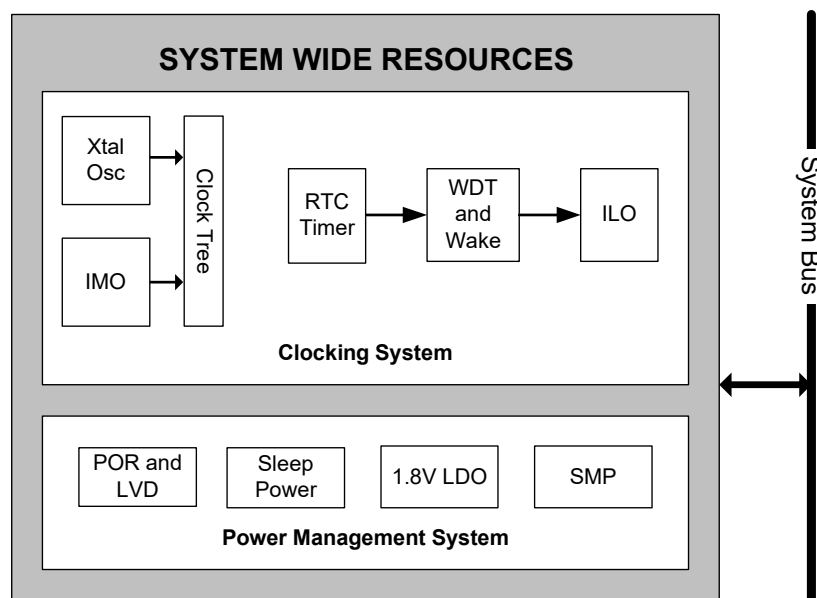 SYSTEM WIDE RESOURCES
Xtal
Osc
Clock Tree
IMO
RTC
Timer
WDT
and
Wake
ILO
Clocking System
POR and
LVD
Sleep
Power
1.8V LDO
SMP
Power Management System
System Bus